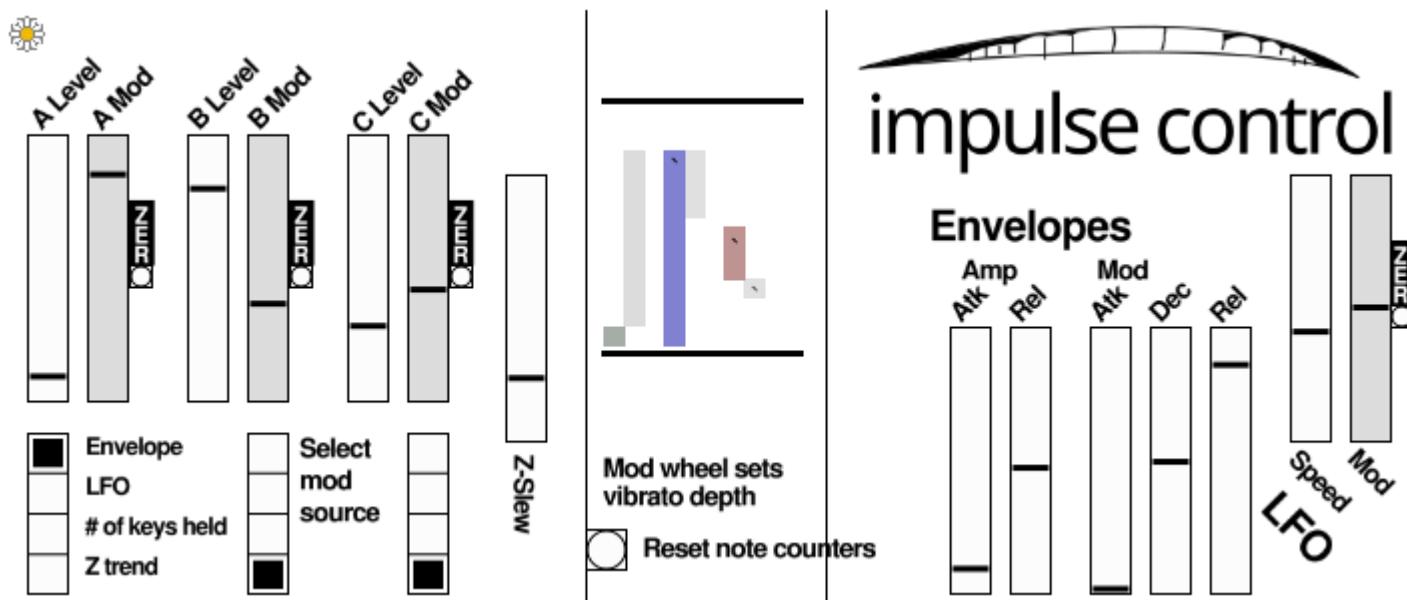 A Level
A Mod
B Level
B Mod
C Level
C Mod
ZER
ZER
ZER
Envelope
LFO
# of keys held
Z trend
Select
mod
source
Z-Slew
Mod wheel sets
vibrato depth
Reset note counters
impulse control
Envelopes
Amp
Mod
Atk
Rel
Atk
Dec
Rel
ZER
Speed
Mod
LFO